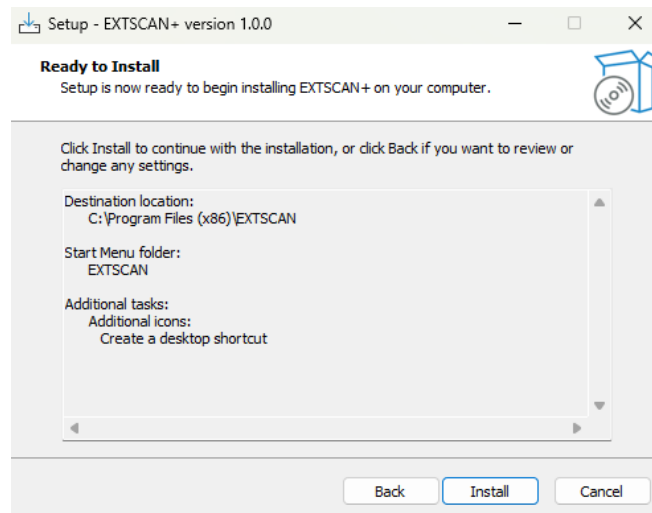 Setup - EXTSCAN+ version 1.0.0
Ready to Install
Setup is now ready to begin installing EXTSCAN+ on your computer.
Click Install to continue with the installation, or click Back if you want to review or
change any settings.
Destination location:
C:\Program Files (x86)\EXTSCAN
Start Menu folder:
EXTSCAN
Additional tasks:
Additional icons:
Create a desktop shortcut
Back
Install
Cancel